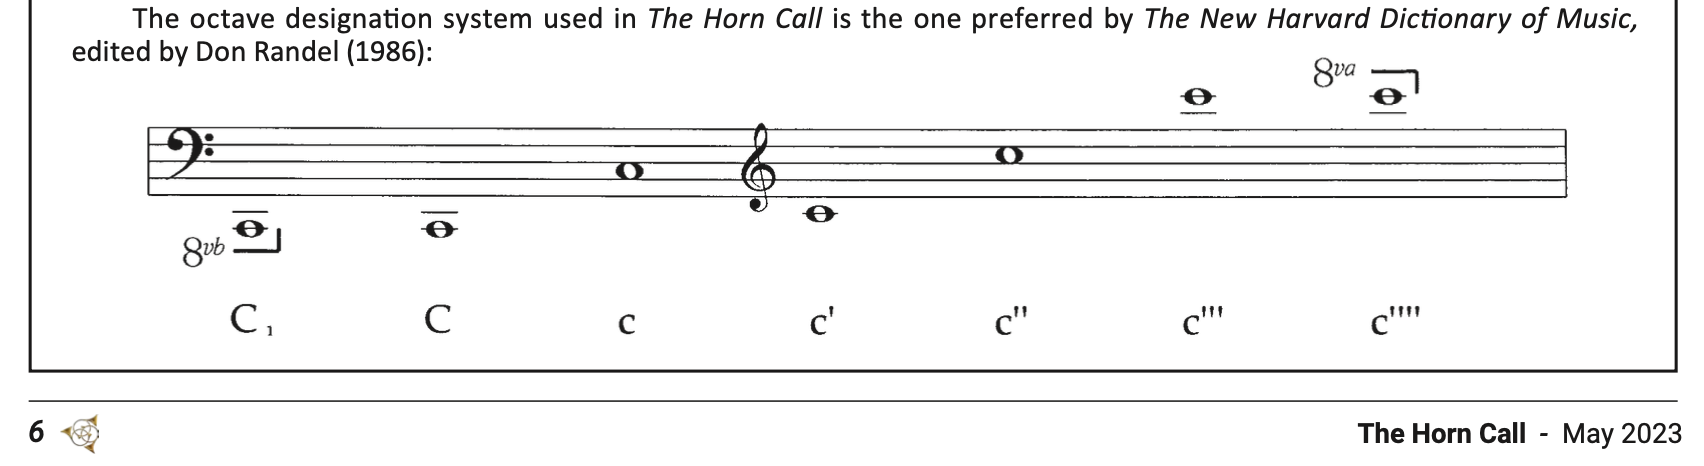 The octave designation system used in The Horn Call is the one preferred by The New Harvard Dictionary of Music,
edited by Don Randel (1986):
8va
8vb
C₁ C c c' c'' c''' c''''
6 The Horn Call - May 2023